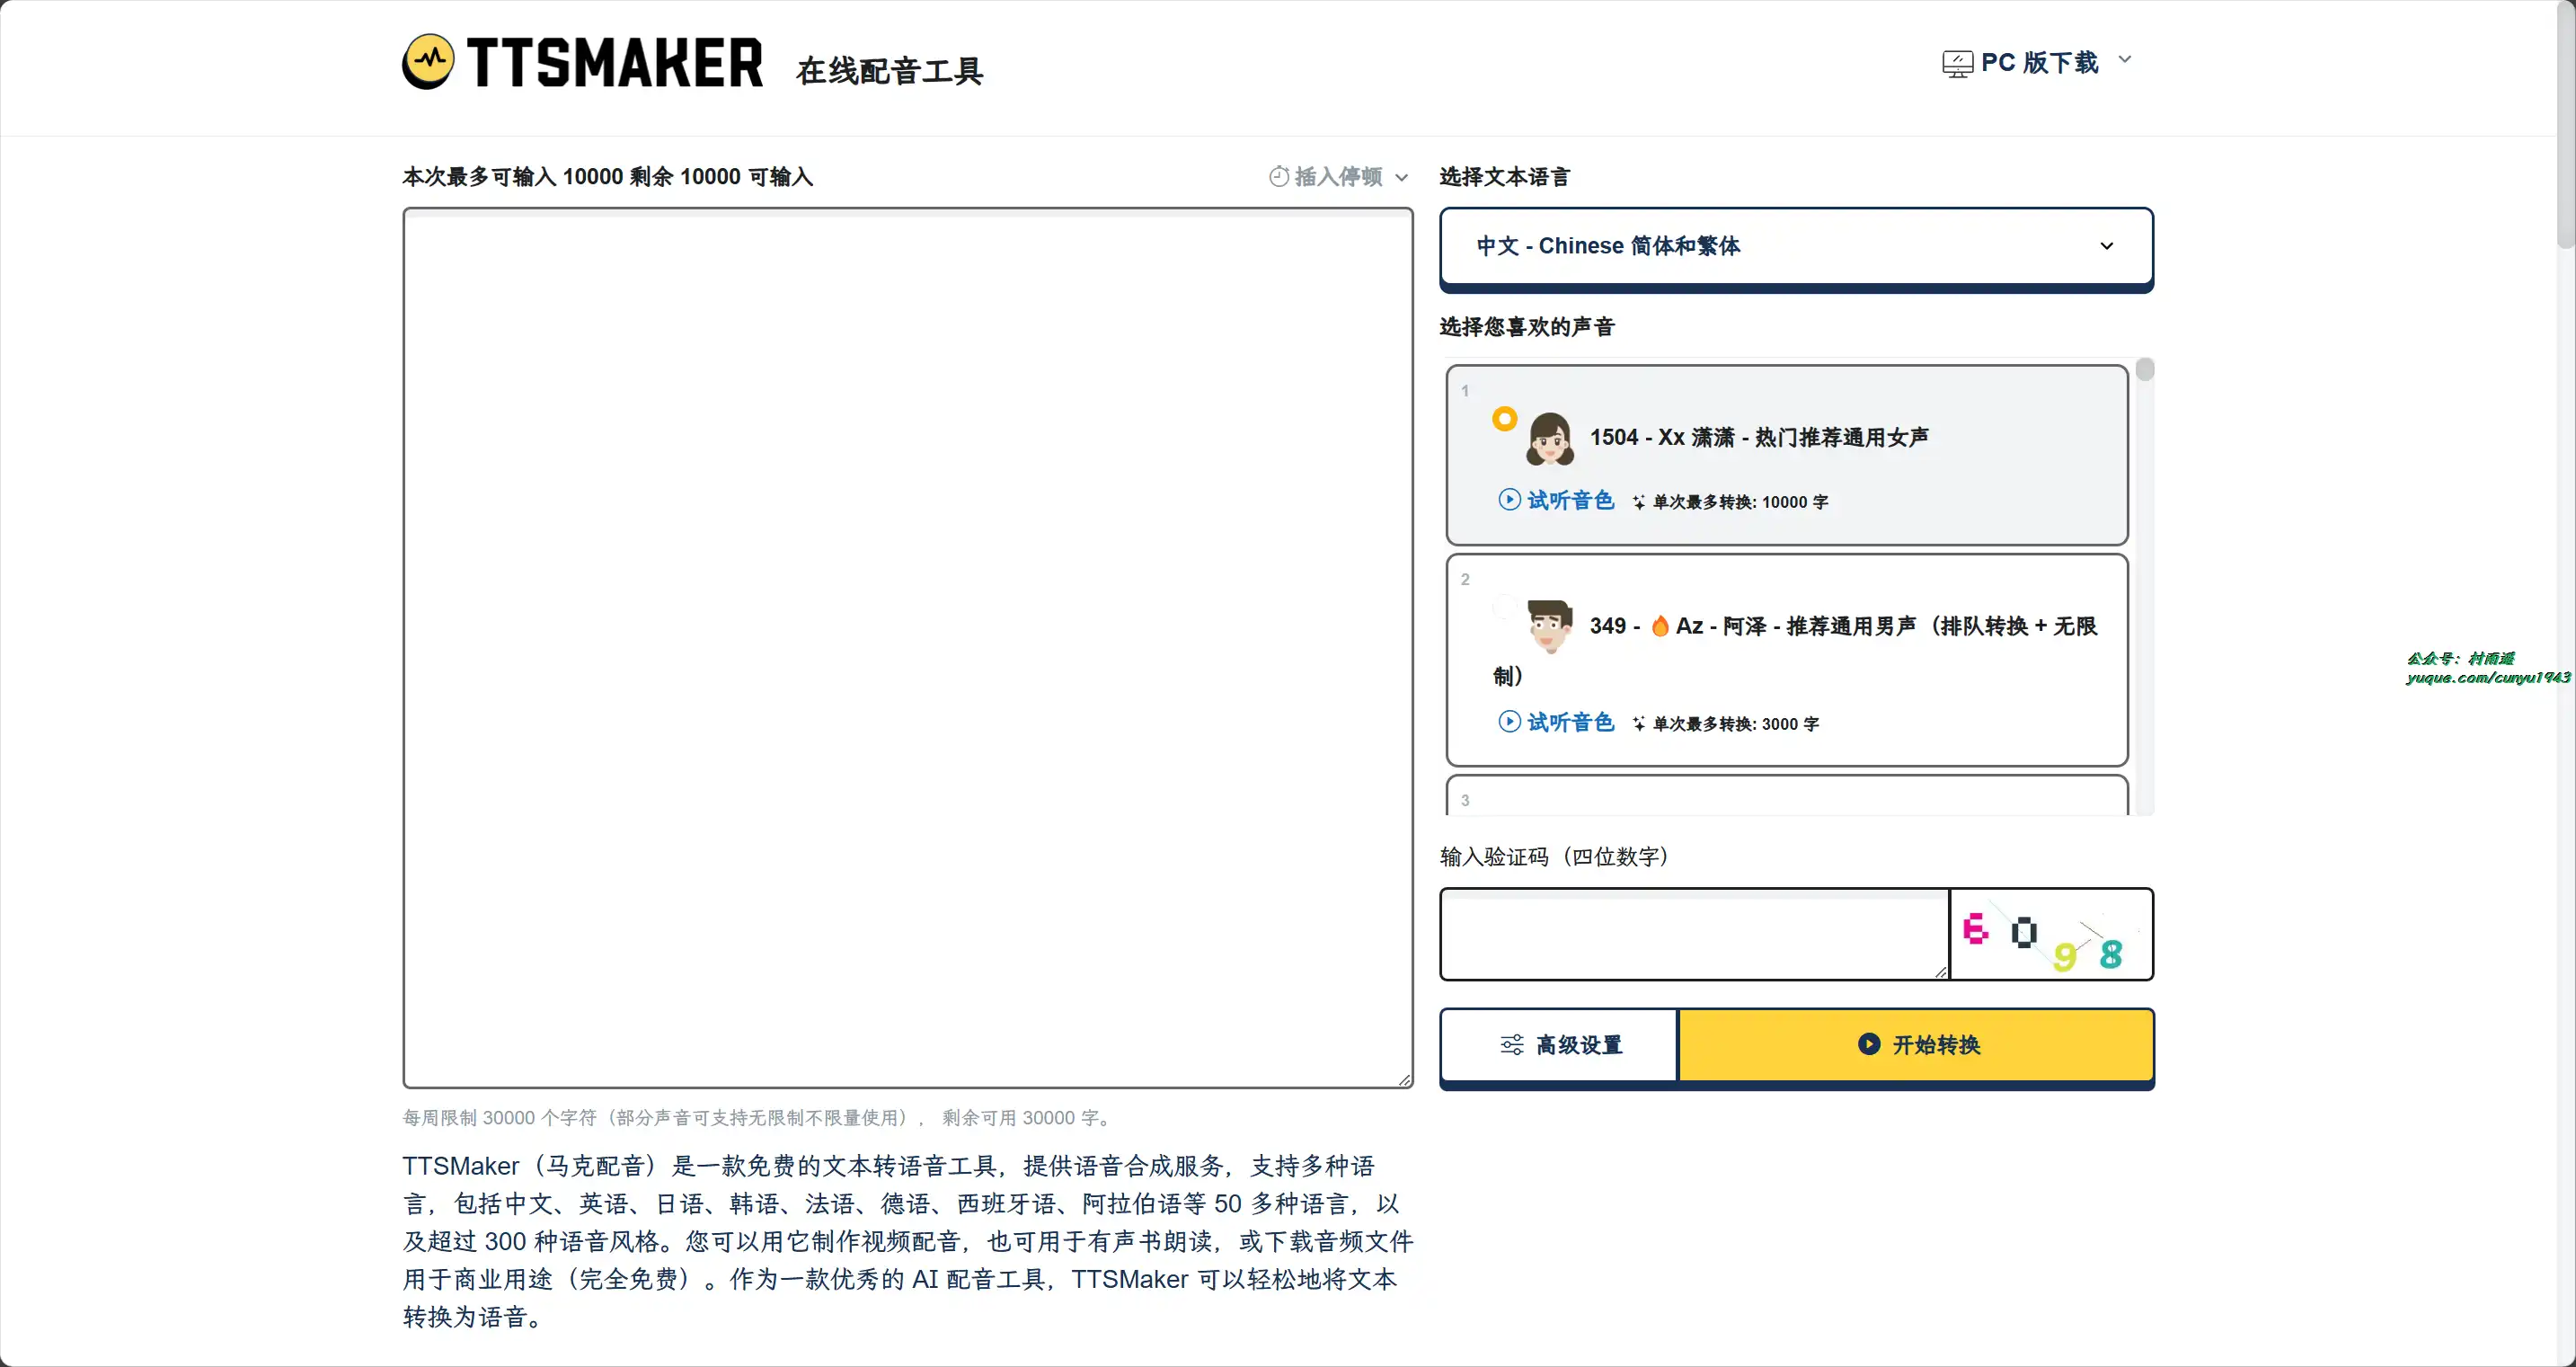 TTSMAKER 在线配音工具
PC 版下载
本次最多可输入 10000 剩余 10000 可输入
插入停顿
选择文本语言
中文 - Chinese 简体和繁体
选择您喜欢的声音
1
1504 - Xx 潇潇 - 热门推荐通用女声
试听音色 单次最多转换: 10000 字
2
349 - 🔥 Az - 阿泽 - 推荐通用男声（排队转换 + 无限
制）
试听音色 单次最多转换: 3000 字
3
输入验证码（四位数字）
6098
高级设置
开始转换
每周限制 30000 个字符（部分声音可支持无限制不限量使用）， 剩余可用 30000 字。
TTSMaker（马克配音）是一款免费的文本转语音工具，提供语音合成服务，支持多种语
言，包括中文、英语、日语、韩语、法语、德语、西班牙语、阿拉伯语等 50 多种语言，以
及超过 300 种语音风格。您可以用它制作视频配音，也可用于有声书朗读，或下载音频文件
用于商业用途（完全免费）。作为一款优秀的 AI 配音工具，TTSMaker 可以轻松地将文本
转换为语音。
公众号：村雨遥
yuque.com/cunyu1943